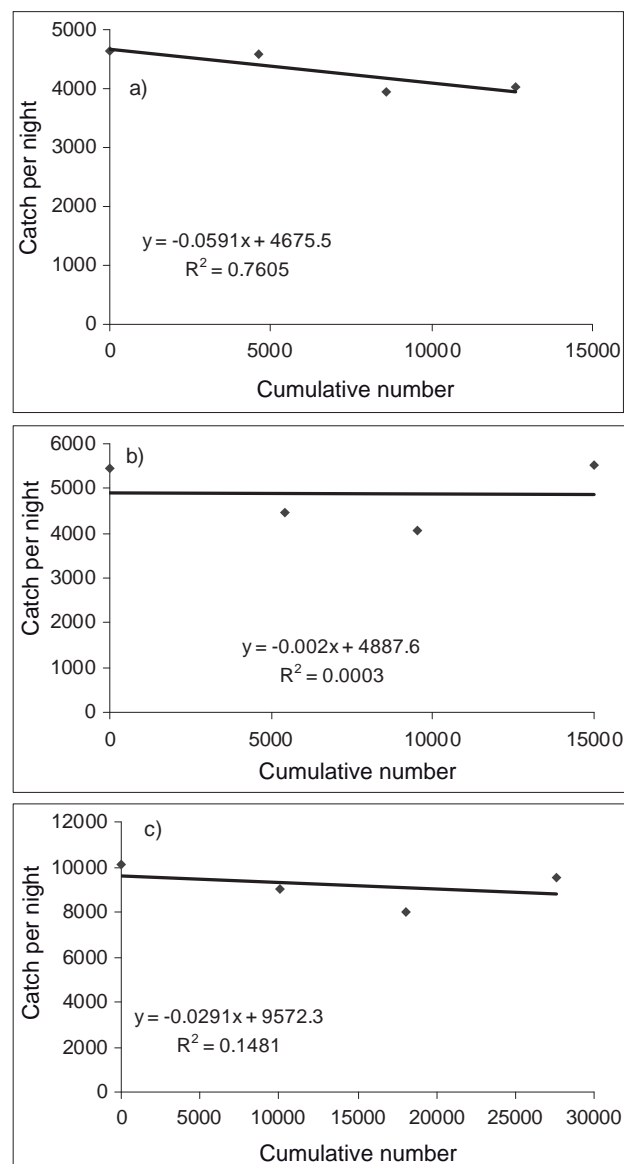 5000
4000
3000
2000
1000
0
Catch per night
a)
y = -0.0591x + 4675.5
R² = 0.7605
0 5000 10000 15000
Cumulative number
6000
5000
4000
3000
2000
1000
0
Catch per night
b)
y = -0.002x + 4887.6
R² = 0.0003
0 5000 10000 15000
Cumulative number
12000
10000
8000
6000
4000
2000
0
Catch per night
c)
y = -0.0291x + 9572.3
R² = 0.1481
0 5000 10000 15000 20000 25000 30000
Cumulative number